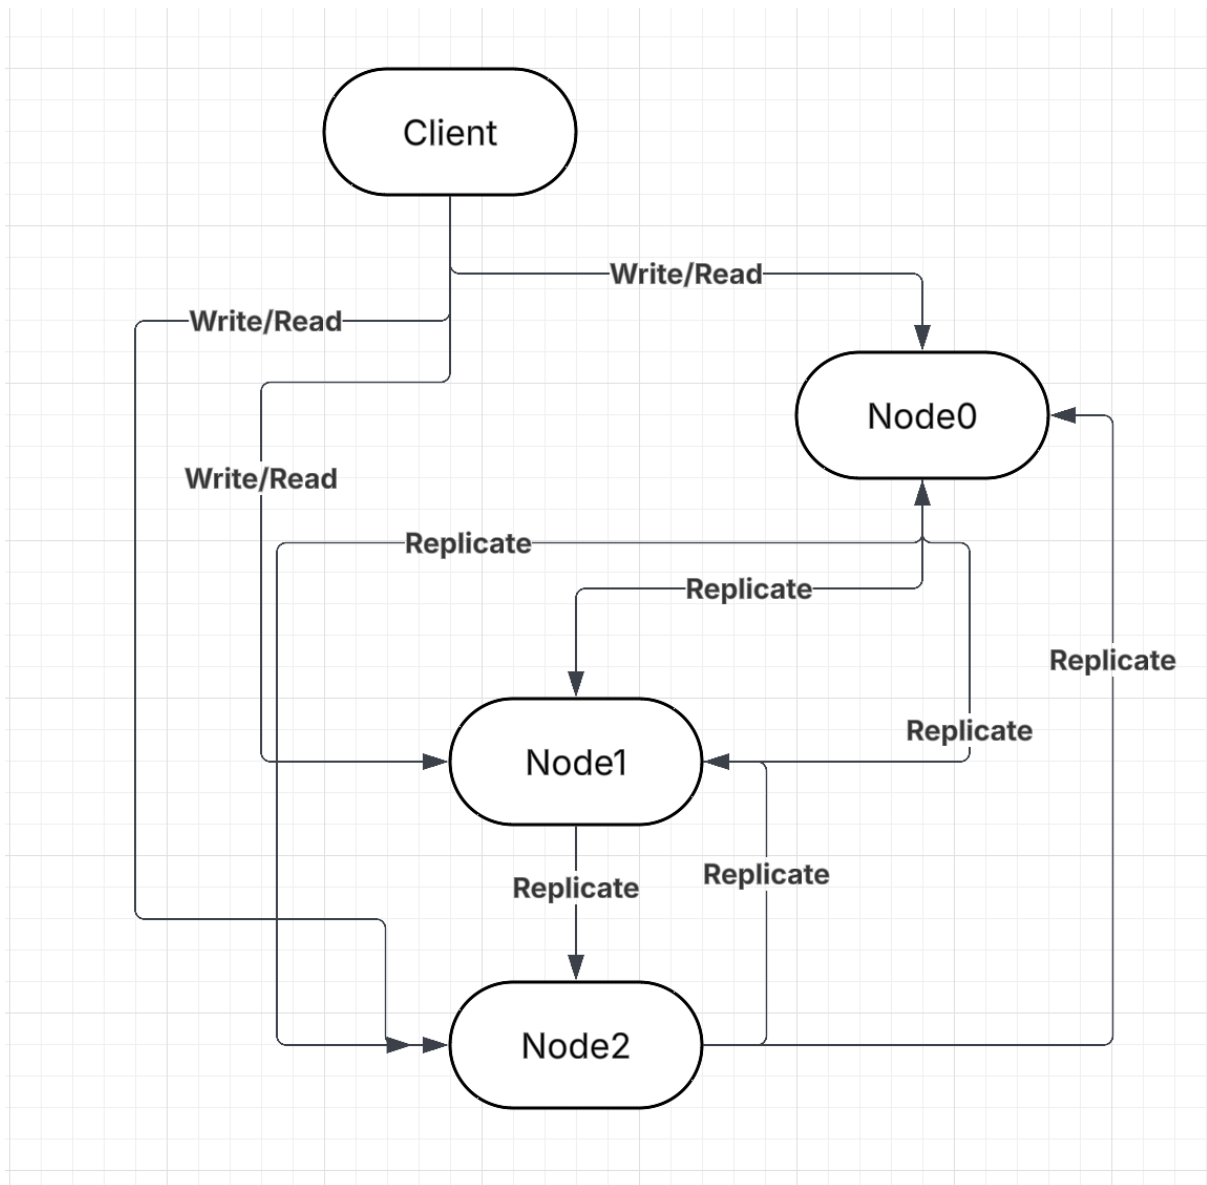 Client
Write/Read
Write/Read
Node0
Write/Read
Replicate
Replicate
Replicate
Replicate
Node1
Replicate
Replicate
Node2